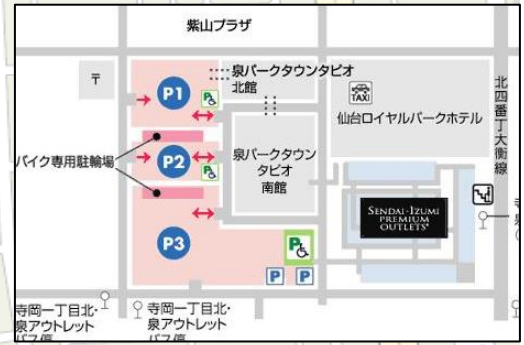 紫山プラザ
〒
P1
泉パークタウンタピオ
北館
TAXI
仙台ロイヤルパークホテル
北四番丁大衡線
バイク専用駐輪場
P2
泉パークタウン
タピオ
南館
SENDAI-IZUMI
PREMIUM
OUTLETS®
寺
泉
P3
P
P
P
P
P
寺岡一丁目北・
泉アウトレット
バス停
寺岡一丁目北・
泉アウトレット
バス停